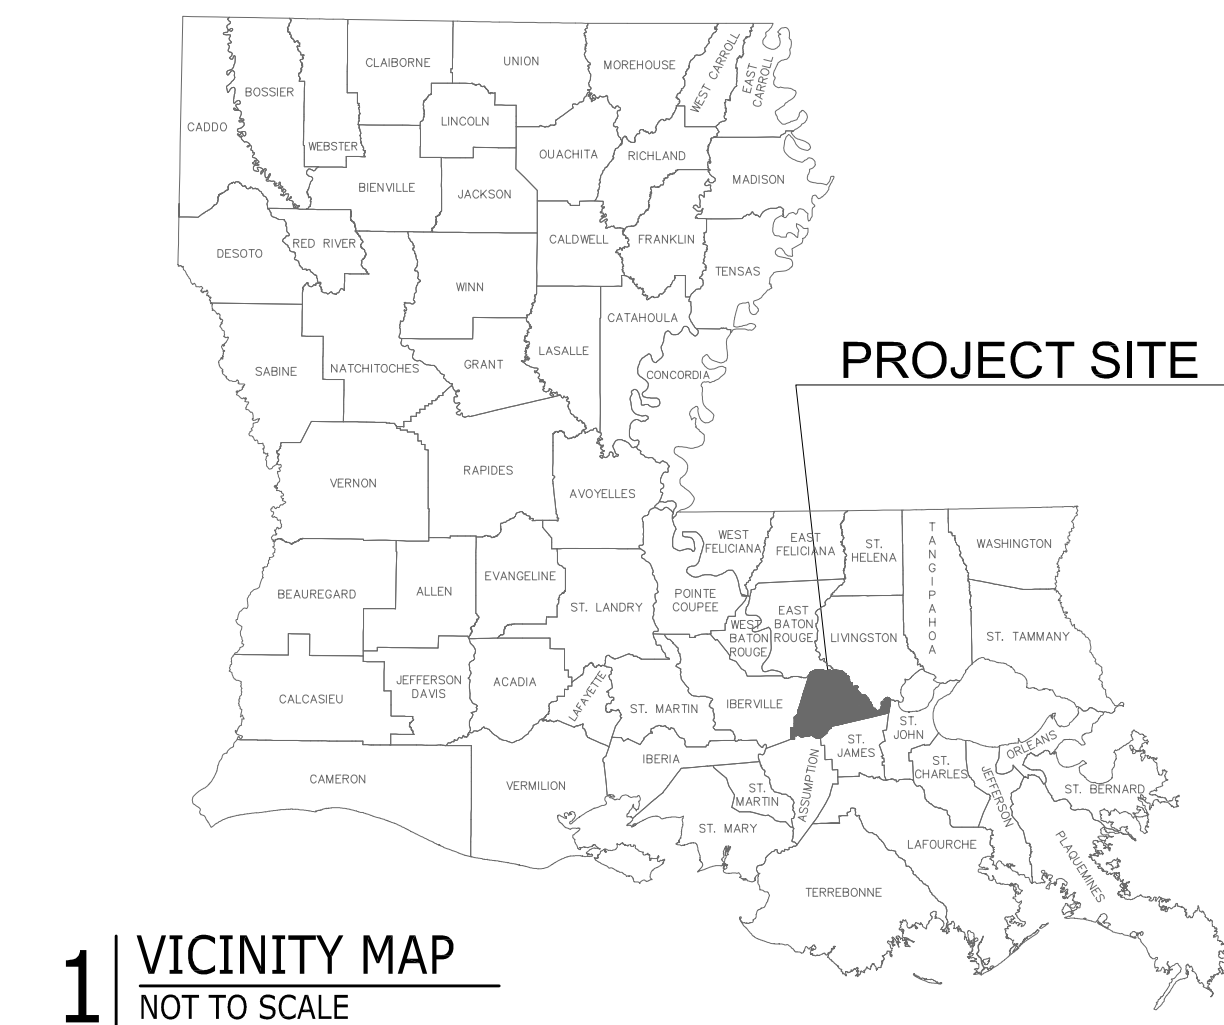 CLAIBORNE
UNION
MOREHOUSE
WEST CARROLL
EAST
CARROLL
BOSSIER
CADDO
WEBSTER
LINCOLN
OUACHITA
RICHLAND
MADISON
BIENVILLE
JACKSON
DESOTO
RED RIVER
CALDWELL
FRANKLIN
TENSAS
WINN
CATAHOULA
SABINE
NATCHITOCHES
GRANT
LASALLE
CONCORDIA
PROJECT SITE
VERNON
RAPIDES
AVOYELLES
WEST
FELICIANA
EAST
FELICIANA
ST.
HELENA
TANGIPAHOA
WASHINGTON
BEAUREGARD
ALLEN
EVANGELINE
ST. LANDRY
POINTE
COUPEE
WEST
BATON
ROUGE
EAST
BATON
ROUGE
LIVINGSTON
ST. TAMMANY
CALCASIEU
JEFFERSON
DAVIS
ACADIA
LAFAYETTE
ST. MARTIN
IBERVILLE
ST.
JAMES
ST.
JOHN
ORLEANS
CAMERON
VERMILION
IBERIA
ST.
MARTIN
ASSUMPTION
ST.
CHARLES
JEFFERSON
ST. BERNARD
ST. MARY
LAFOURCHE
PLAQUEMINES
TERREBONNE
1
VICINITY MAP
NOT TO SCALE